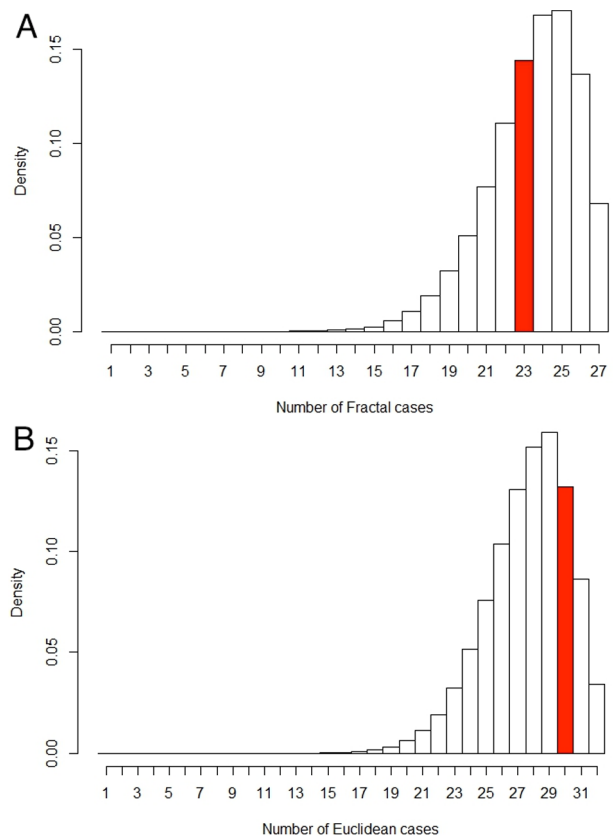 A
0.15
0.10
0.05
0.00
Density
1 3 5 7 9 11 13 15 17 19 21 23 25 27
Number of Fractal cases
B
0.15
0.10
0.05
0.00
Density
1 3 5 7 9 11 13 15 17 19 21 23 25 27 29 31
Number of Euclidean cases